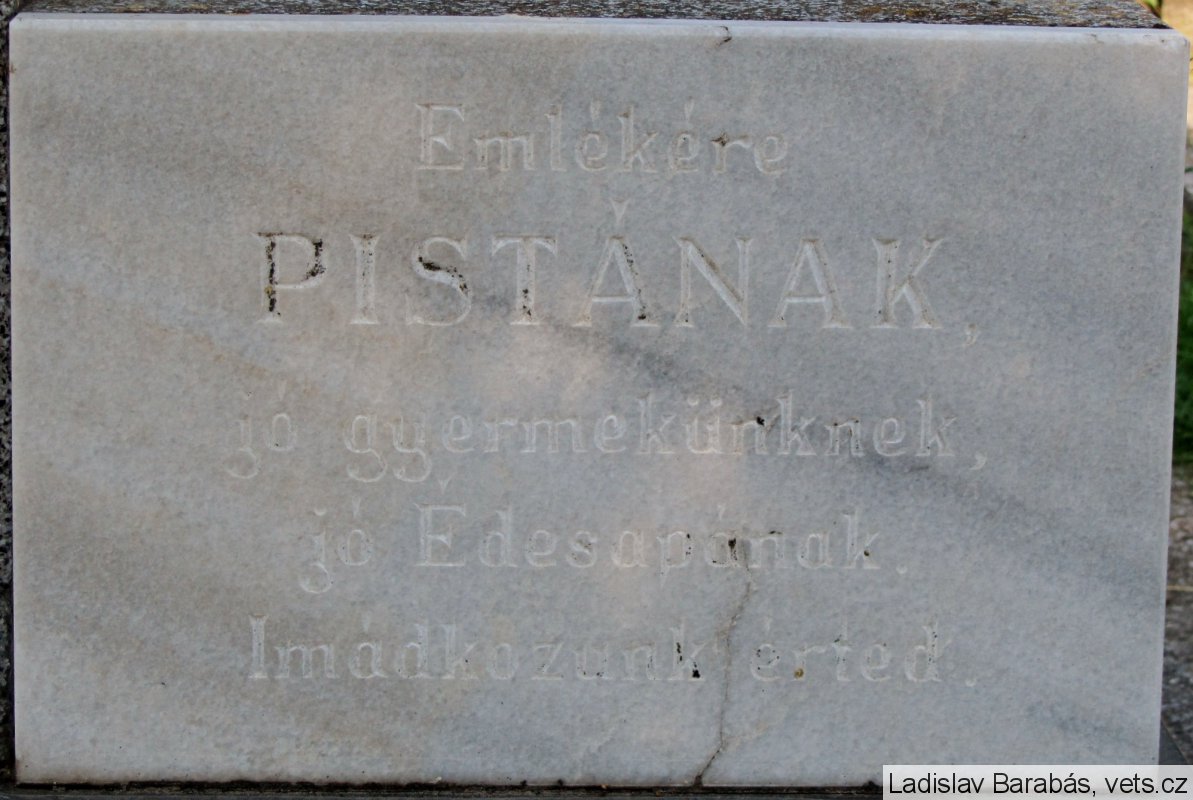 Emlékére
PISTÁNAK,
jó gyermekünknek,
jó Édesapának.
Imádkozunk érted.
Ladislav Barabás, vets.cz